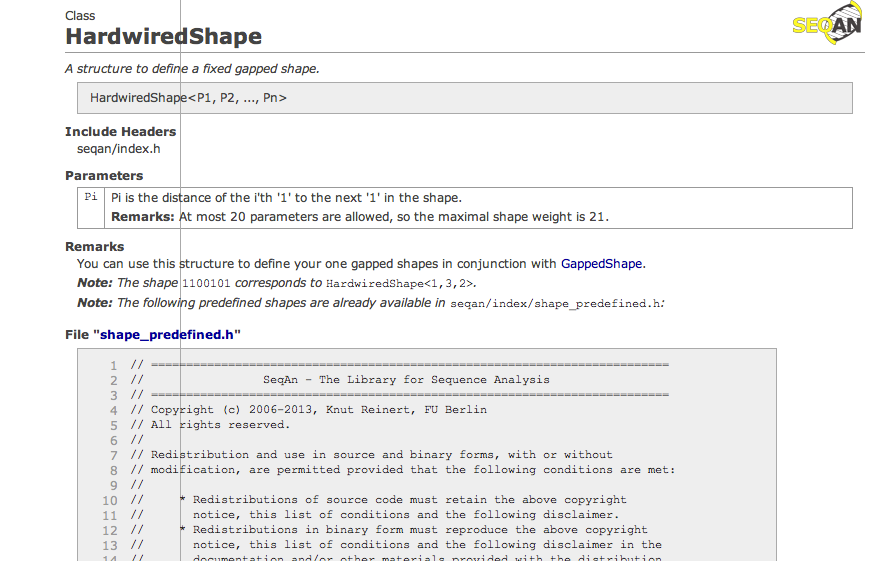 Class
SEQAN
HardwiredShape
A structure to define a fixed gapped shape.
HardwiredShape<P1, P2, ..., Pn>
Include Headers
seqan/index.h
Parameters
Pi Pi is the distance of the i'th '1' to the next '1' in the shape.
Remarks: At most 20 parameters are allowed, so the maximal shape weight is 21.
Remarks
You can use this structure to define your one gapped shapes in conjunction with GappedShape.
Note: The shape 1100101 corresponds to HardwiredShape<1,3,2>.
Note: The following predefined shapes are already available in seqan/index/shape_predefined.h:
File "shape_predefined.h"
1 // ==========================================================================
2 // SeqAn - The Library for Sequence Analysis
3 // ==========================================================================
4 // Copyright (c) 2006-2013, Knut Reinert, FU Berlin
5 // All rights reserved.
6 //
7 // Redistribution and use in source and binary forms, with or without
8 // modification, are permitted provided that the following conditions are met:
9 //
10 // * Redistributions of source code must retain the above copyright
11 // notice, this list of conditions and the following disclaimer.
12 // * Redistributions in binary form must reproduce the above copyright
13 // notice, this list of conditions and the following disclaimer in the
14 // documentation and/or other materials provided with the distribution.